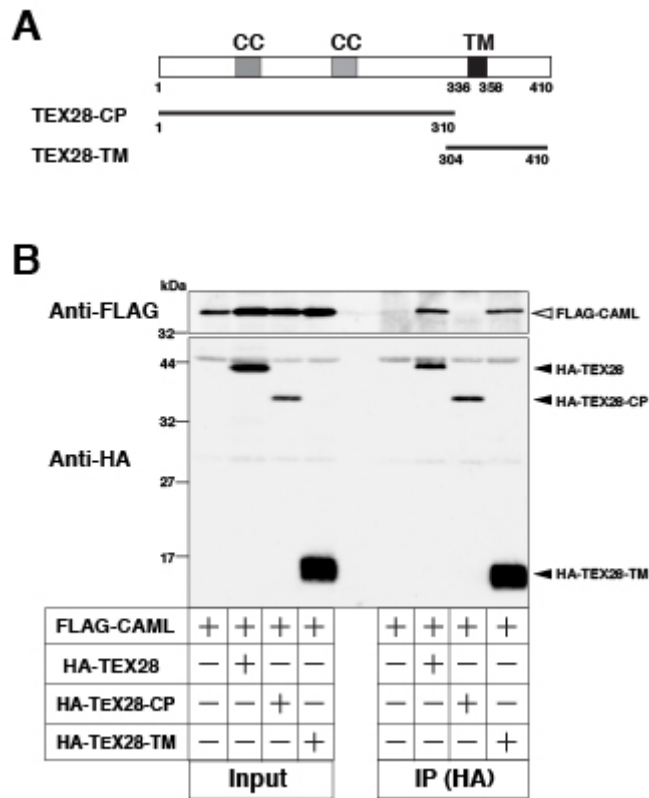 A
CC CC TM
1 336 358 410
TEX28-CP
1 310
TEX28-TM
304 410
B
kDa
Anti-FLAG
FLAG-CAML
32
44
HA-TEX28
HA-TEX28-CP
32
Anti-HA
27
17
HA-TEX28-TM
FLAG-CAML + + + + + + + +
HA-TEX28 − + − − − + − −
HA-TEX28-CP − − + − − − + −
HA-TEX28-TM − − − + − − − +
Input IP (HA)